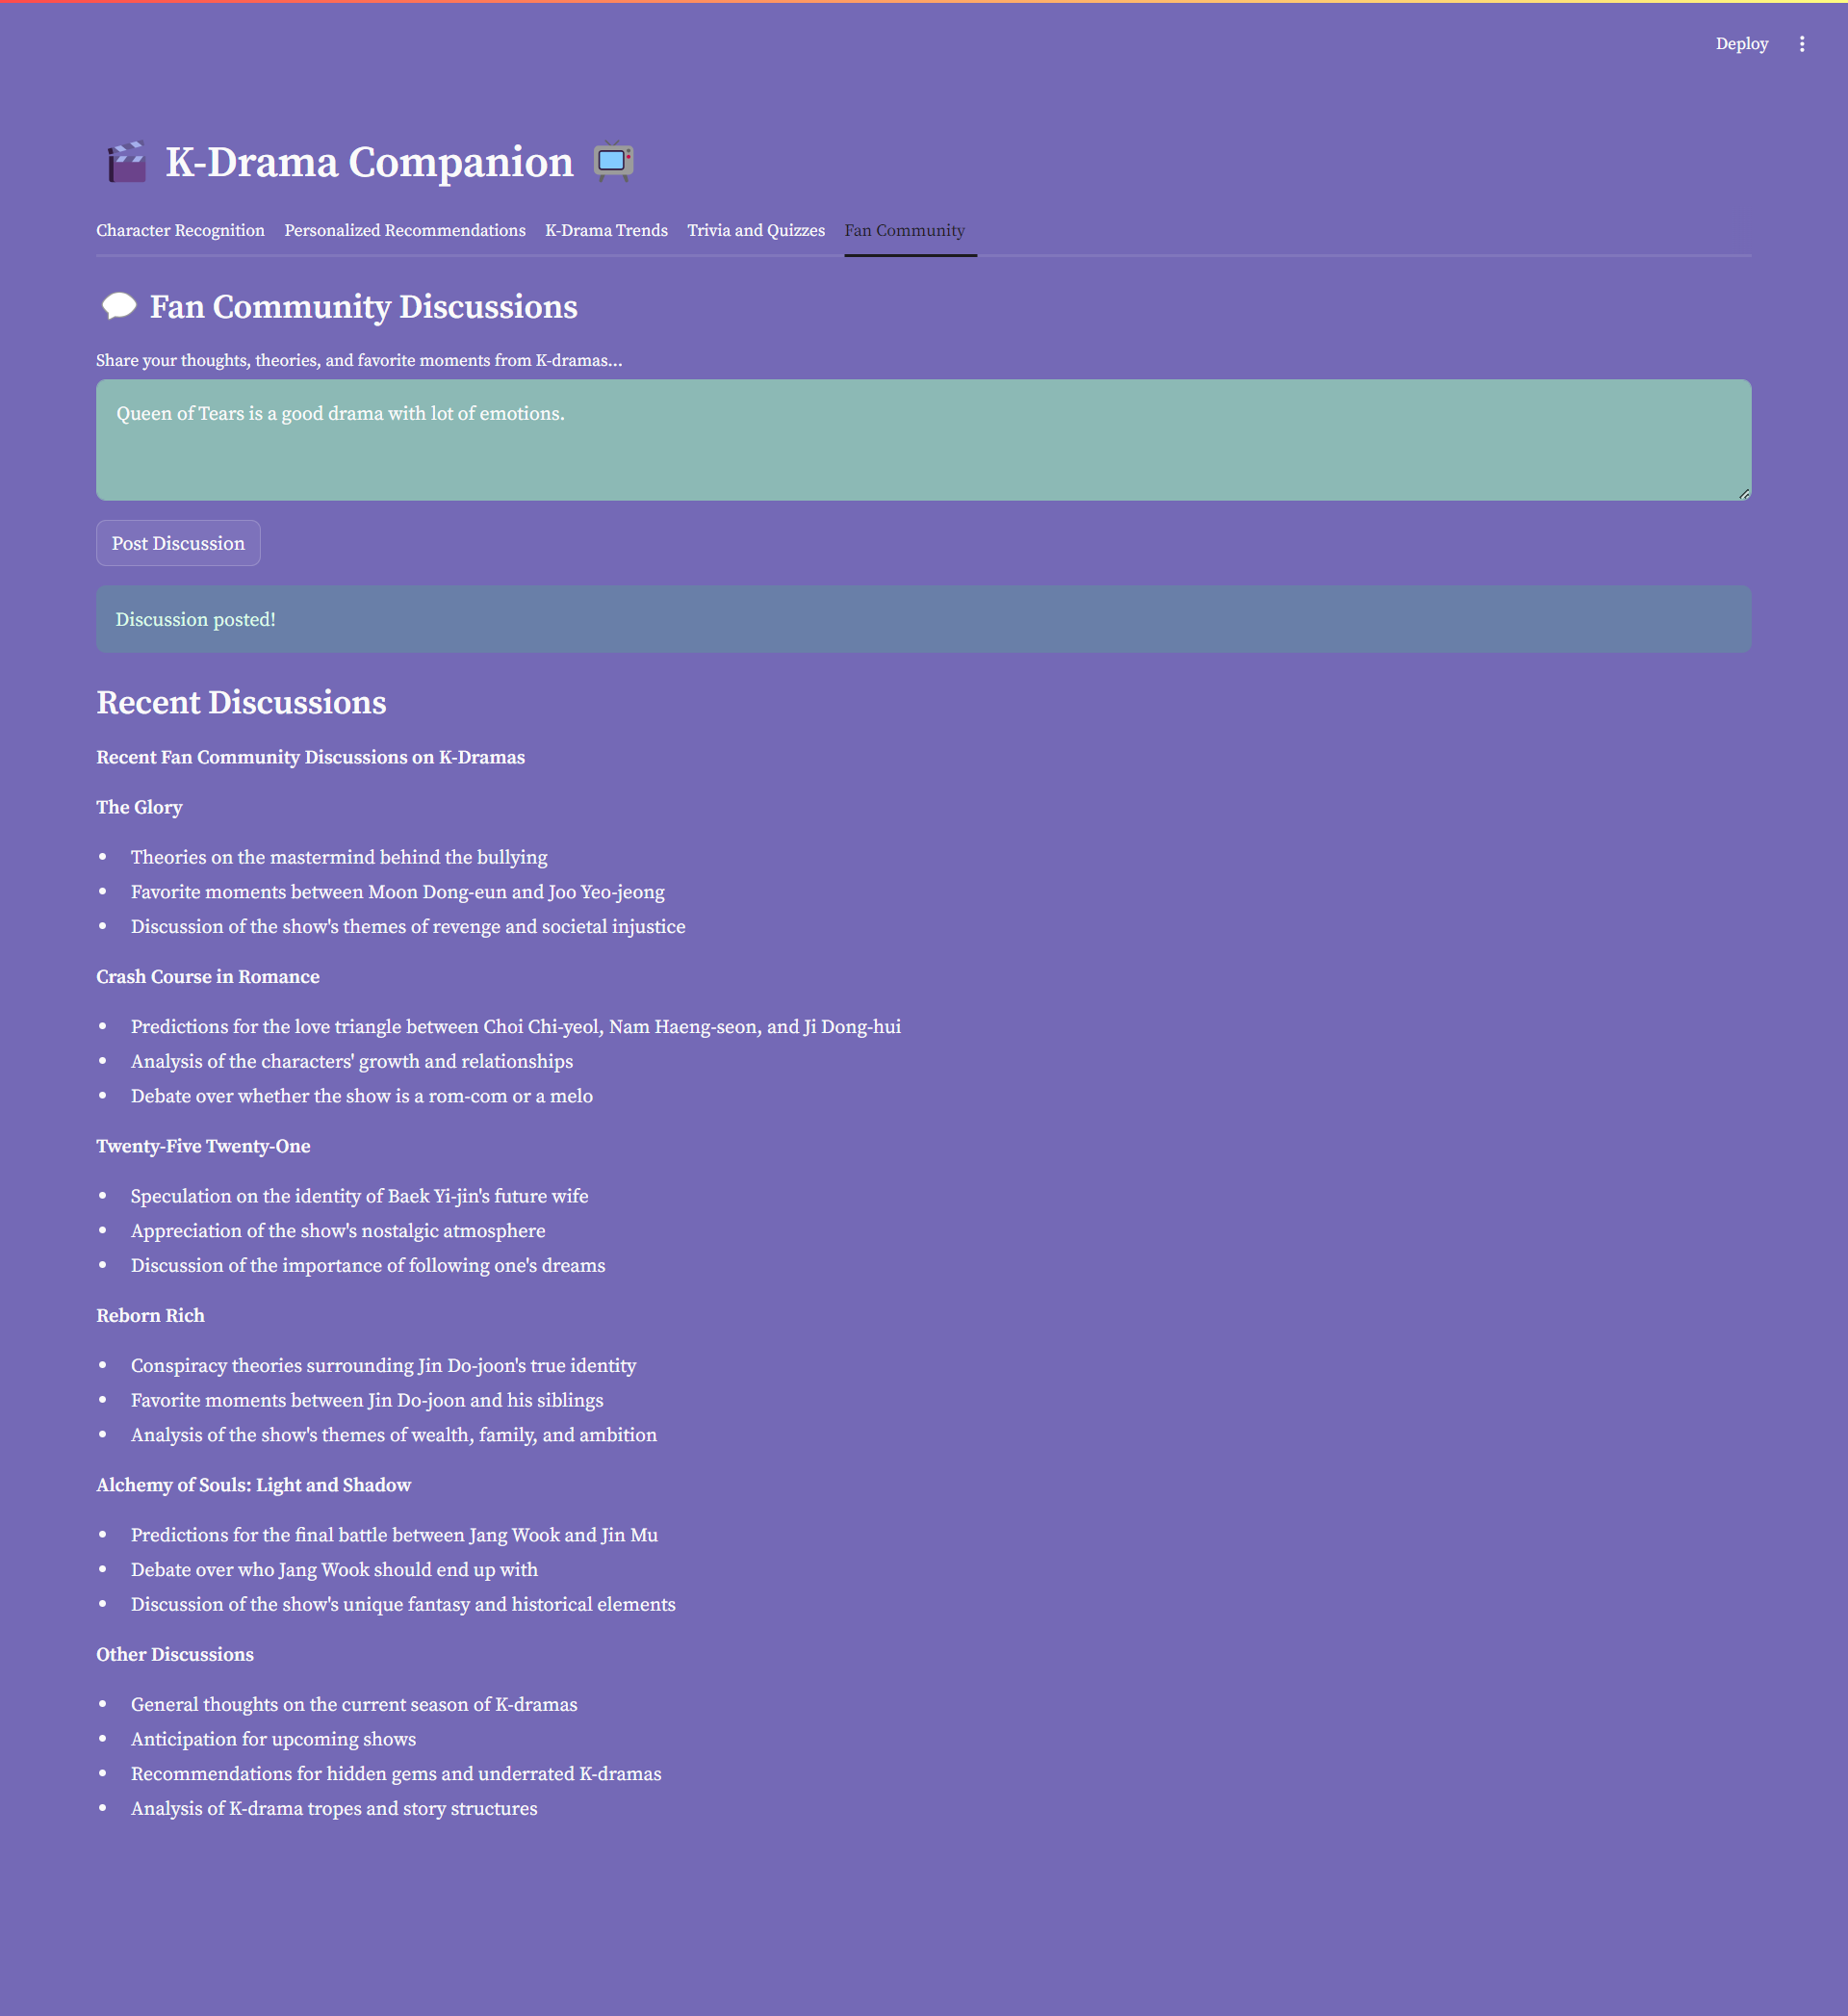 Deploy
K-Drama Companion
Character Recognition Personalized Recommendations K-Drama Trends Trivia and Quizzes Fan Community
Fan Community Discussions
Share your thoughts, theories, and favorite moments from K-dramas...
Queen of Tears is a good drama with lot of emotions.
Post Discussion
Discussion posted!
Recent Discussions
Recent Fan Community Discussions on K-Dramas
The Glory
• Theories on the mastermind behind the bullying
• Favorite moments between Moon Dong-eun and Joo Yeo-jeong
• Discussion of the show's themes of revenge and societal injustice
Crash Course in Romance
• Predictions for the love triangle between Choi Chi-yeol, Nam Haeng-seon, and Ji Dong-hui
• Analysis of the characters' growth and relationships
• Debate over whether the show is a rom-com or a melo
Twenty-Five Twenty-One
• Speculation on the identity of Baek Yi-jin's future wife
• Appreciation of the show's nostalgic atmosphere
• Discussion of the importance of following one's dreams
Reborn Rich
• Conspiracy theories surrounding Jin Do-joon's true identity
• Favorite moments between Jin Do-joon and his siblings
• Analysis of the show's themes of wealth, family, and ambition
Alchemy of Souls: Light and Shadow
• Predictions for the final battle between Jang Wook and Jin Mu
• Debate over who Jang Wook should end up with
• Discussion of the show's unique fantasy and historical elements
Other Discussions
• General thoughts on the current season of K-dramas
• Anticipation for upcoming shows
• Recommendations for hidden gems and underrated K-dramas
• Analysis of K-drama tropes and story structures